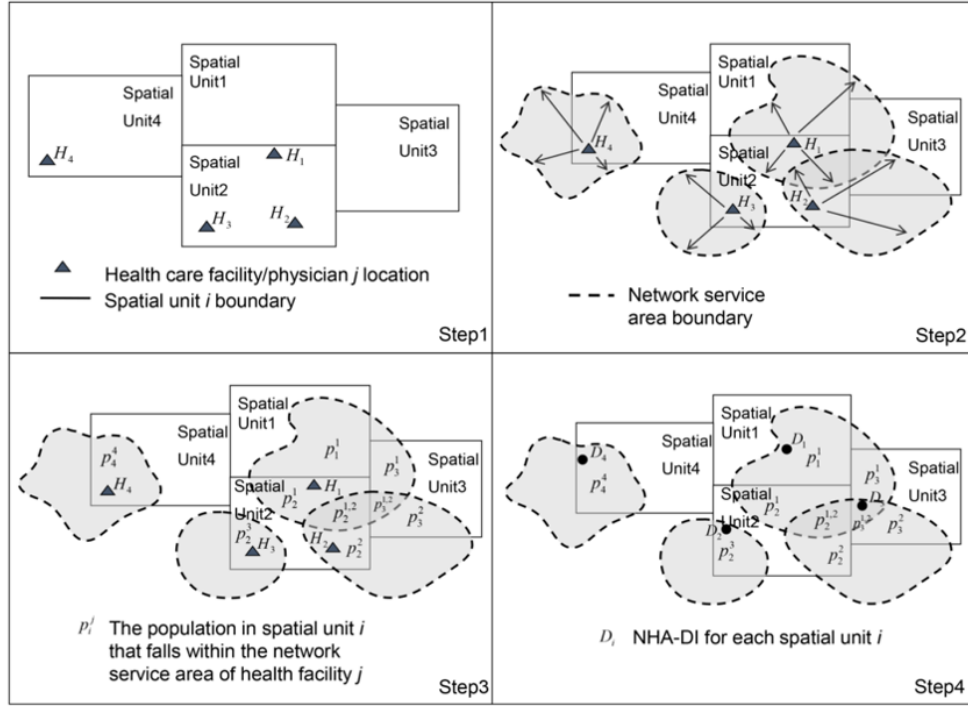 Spatial
Unit1
Spatial
Unit4
Spatial
Unit3
H₄
H₁
Spatial
Unit2
H₃
H₂
Health care facility/physician j location
Spatial unit i boundary
Step1
Spatial
Unit1
Spatial
Unit4
Spatial
Unit3
H₄
H₁
Spatial
Unit2
H₃
H₂
Network service
area boundary
Step2
Spatial
Unit1
Spatial
Unit4
Spatial
Unit3
p₁¹
p₃¹
p₄⁴
H₄
H₁
Spatial
Unit2
p₂¹
p₂¹,²
p₃¹,²
p₃²
p₂³
H₃
H₂
p₂²
pᵢʲ The population in spatial unit i
that falls within the network
service area of health facility j
Step3
Spatial
Unit1
Spatial
Unit4
Spatial
Unit3
D₁
p₁¹
D₄
p₄⁴
p₃¹
D
Spatial
Unit2
p₂¹
p₂¹,²
p₃¹,²
p₃²
D₂
p₂³
p₂²
Dᵢ NHA-DI for each spatial unit i
Step4